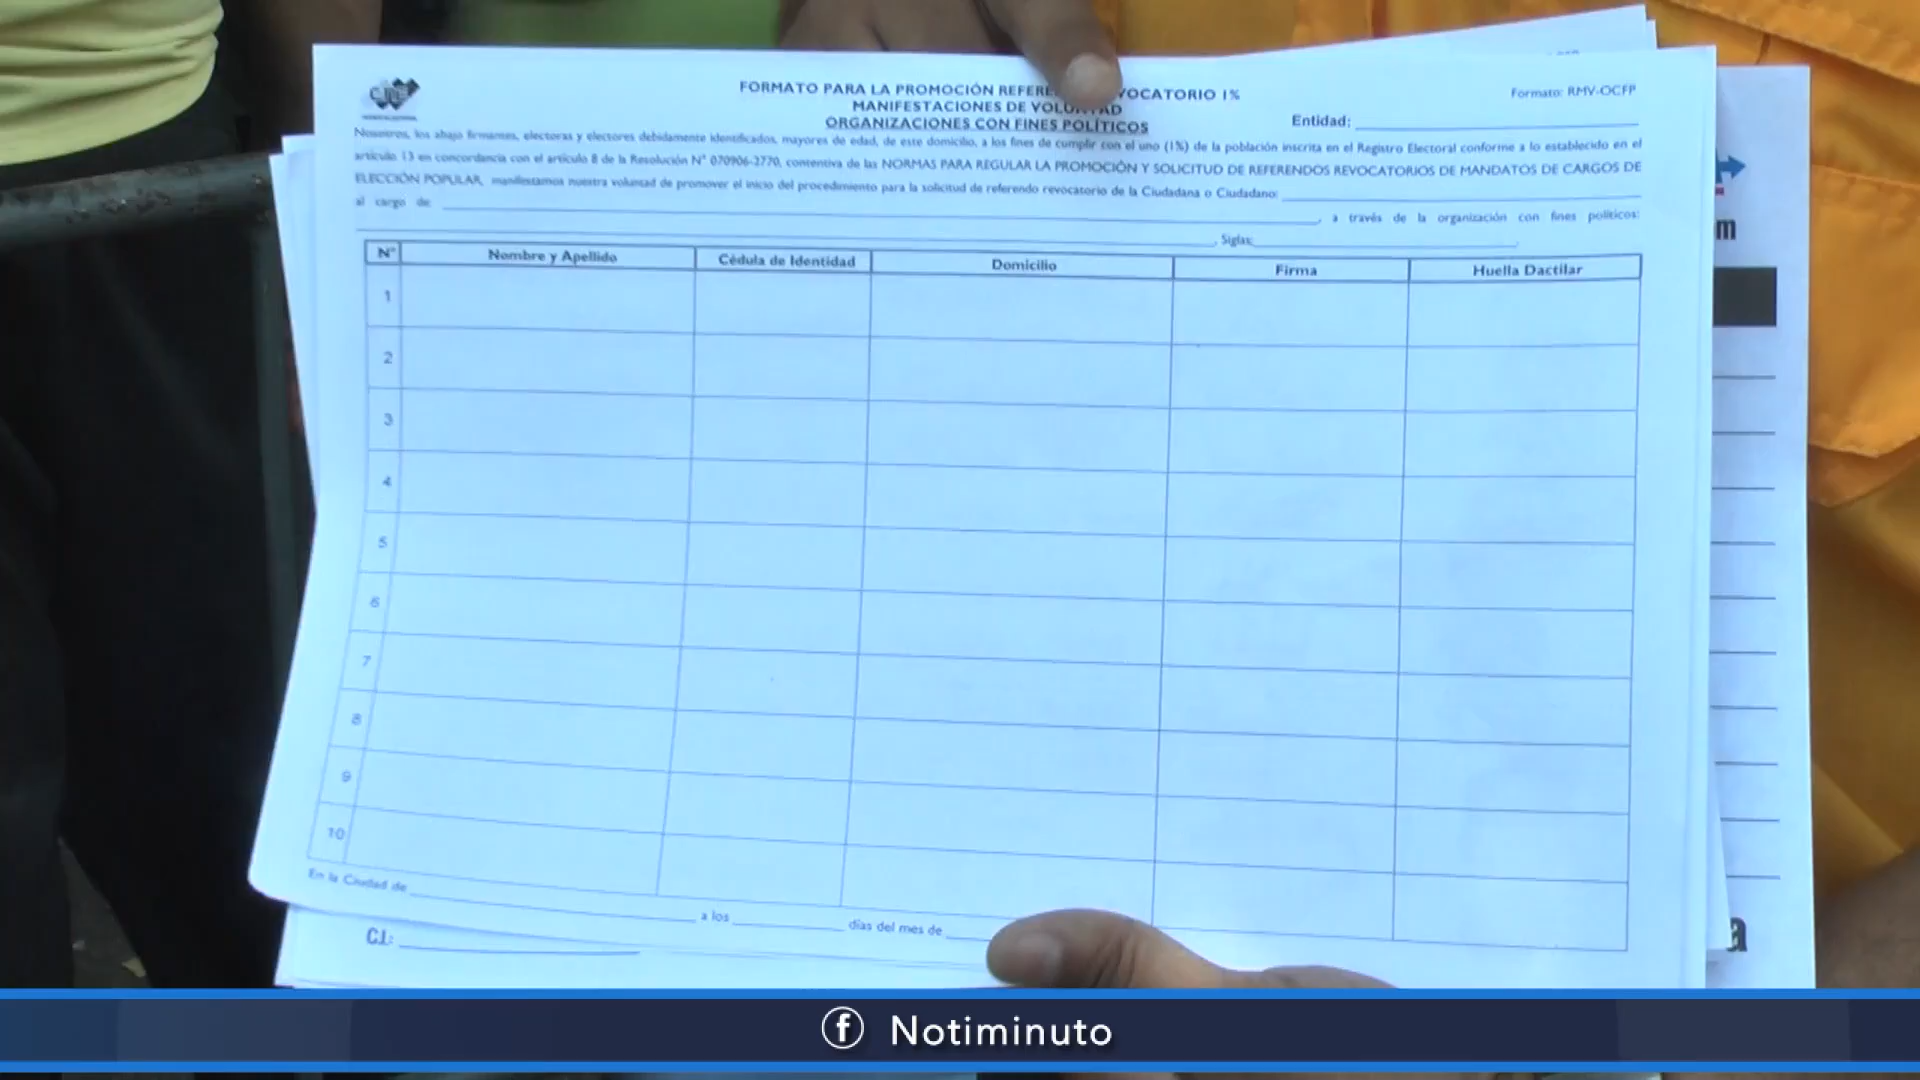 CNE
FORMATO PARA LA PROMOCIÓN REFERE VOCATORIO 1%
MANIFESTACIONES DE VOLUNTAD
ORGANIZACIONES CON FINES POLÍTICOS
Formato: RMV-OCFP
Entidad:
Nosotros, los abajo firmantes, electoras y electores debidamente identificados, mayores de edad, de este domicilio, a los fines de cumplir con el uno (1%) de la población inscrita en el Registro Electoral conforme a lo establecido en el
artículo 13 en concordancia con el artículo 8 de la Resolución N° 070906-2770, contentiva de las NORMAS PARA REGULAR LA PROMOCIÓN Y SOLICITUD DE REFERENDOS REVOCATORIOS DE MANDATOS DE CARGOS DE
ELECCIÓN POPULAR, manifestamos nuestra voluntad de promover el inicio del procedimiento para la solicitud de referendo revocatorio de la Ciudadana o Ciudadano:
al cargo de , a través de la organización con fines políticos:
, Siglas:
N° Nombre y Apellido Cédula de Identidad Domicilio Firma Huella Dactilar
1
2
3
4
5
6
7
8
9
10
En la Ciudad de a los días del mes de
C.I.:
m
a
f Notiminuto